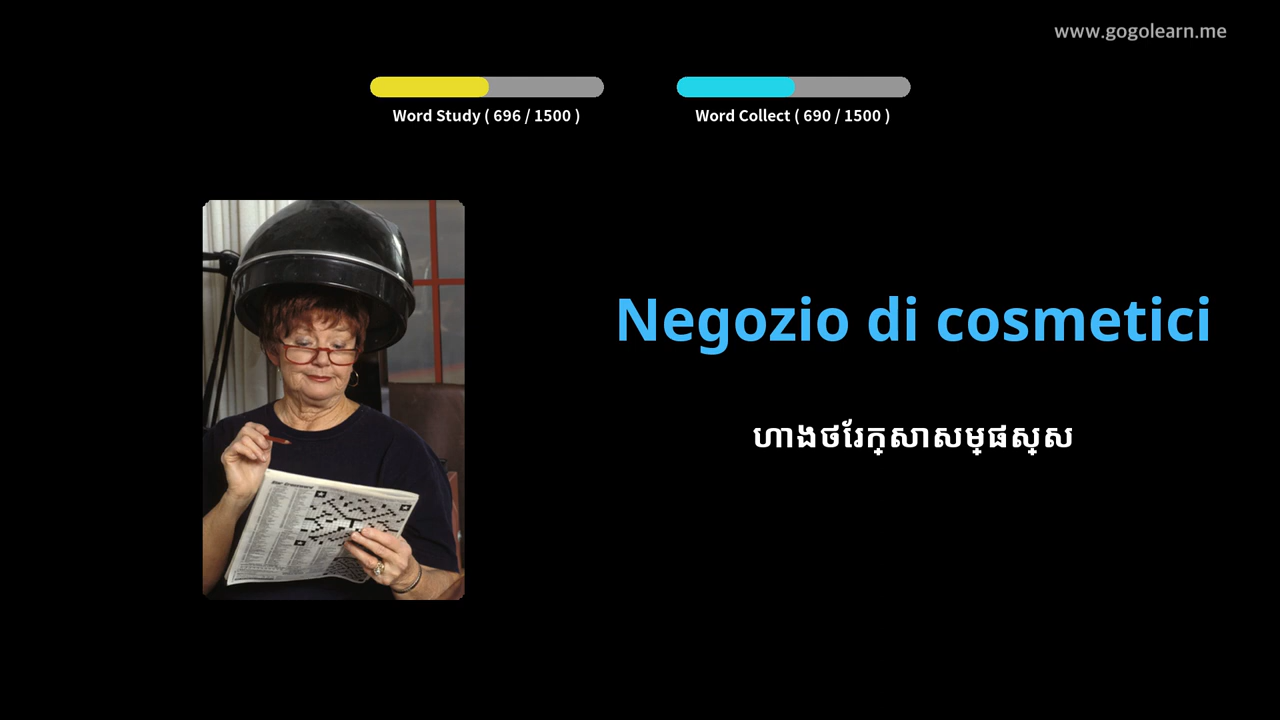 www.gogolearn.me
Word Study ( 696 / 1500 )
Word Collect ( 690 / 1500 )
Negozio di cosmetici
ហាងថរែក្សាសម្ផស្ស